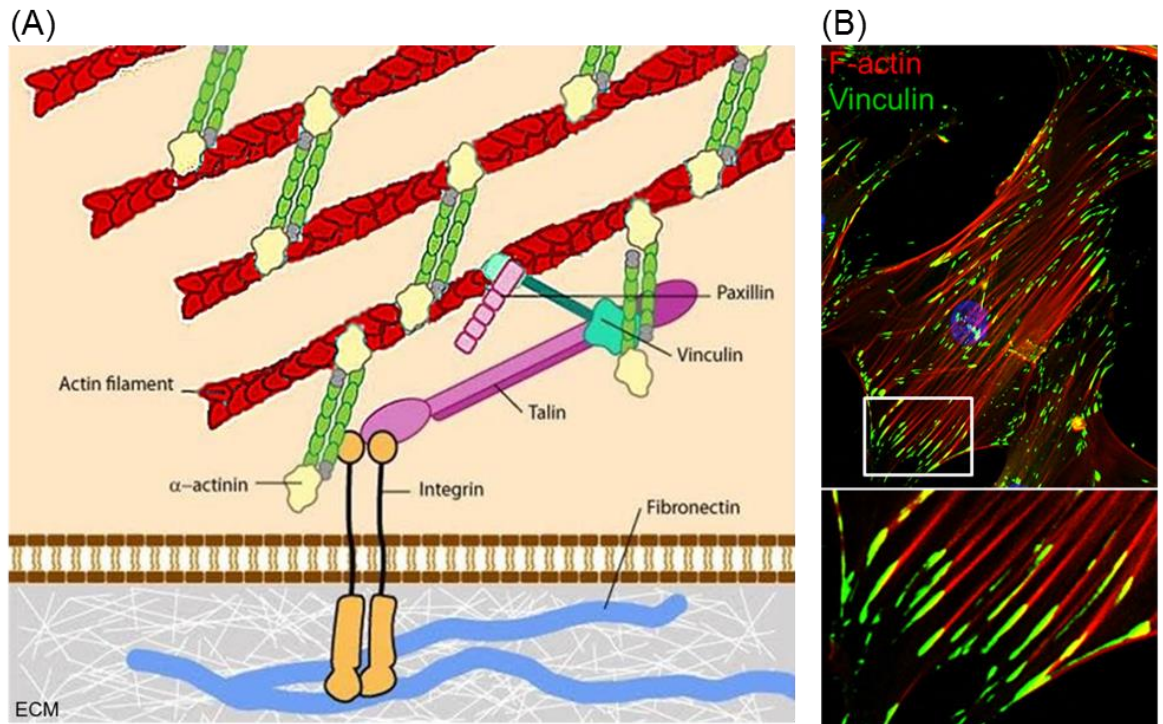 (A)
(B)
F-actin
Vinculin
Paxillin
Vinculin
Actin filament
Talin
α-actinin
Integrin
Fibronectin
ECM